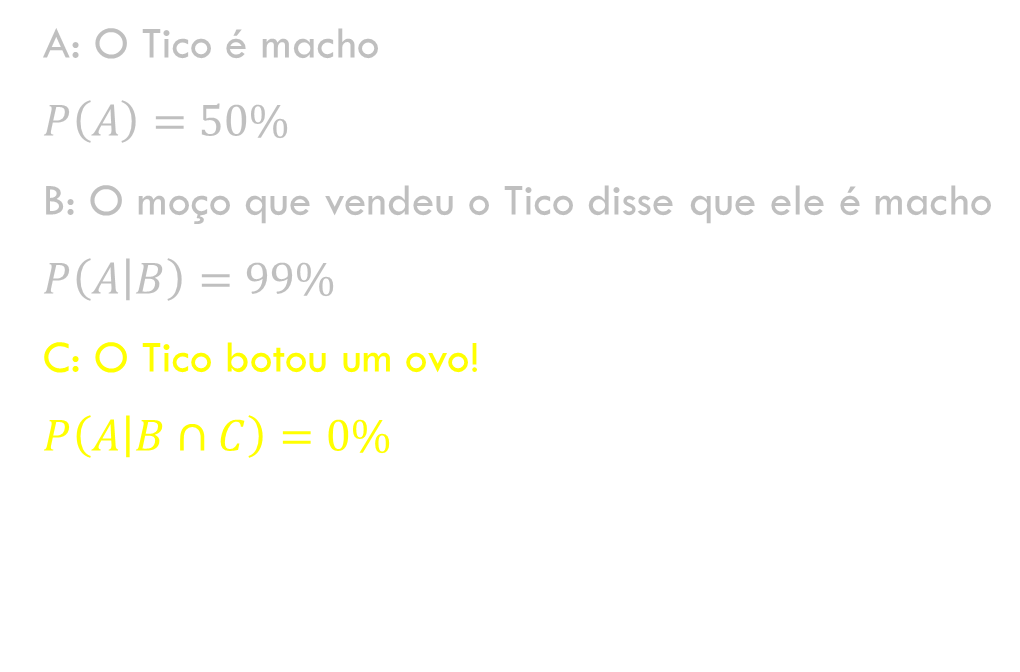 A: O Tico é macho
P(A) = 50%
B: O moço que vendeu o Tico disse que ele é macho
P(A|B) = 99%
C: O Tico botou um ovo!
P(A|B ∩ C) = 0%